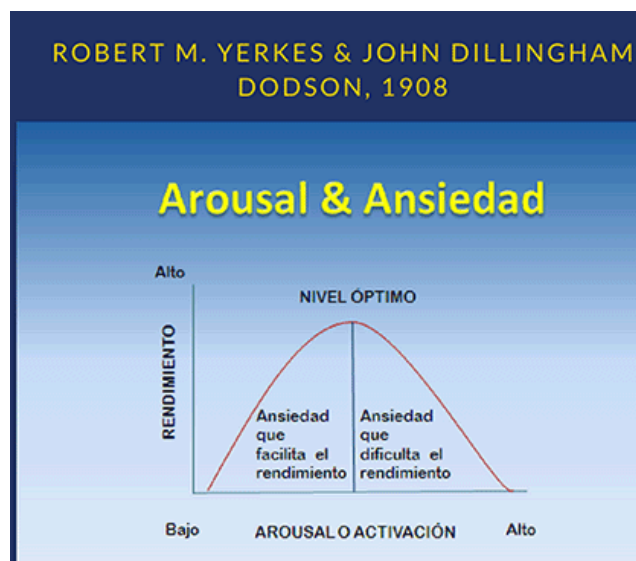 ROBERT M. YERKES & JOHN DILLINGHAM
DODSON, 1908
Arousal & Ansiedad
Alto
NIVEL ÓPTIMO
RENDIMIENTO
Ansiedad
que
facilita el
rendimiento
Ansiedad
que
dificulta el
rendimiento
Bajo
AROUSAL O ACTIVACIÓN
Alto